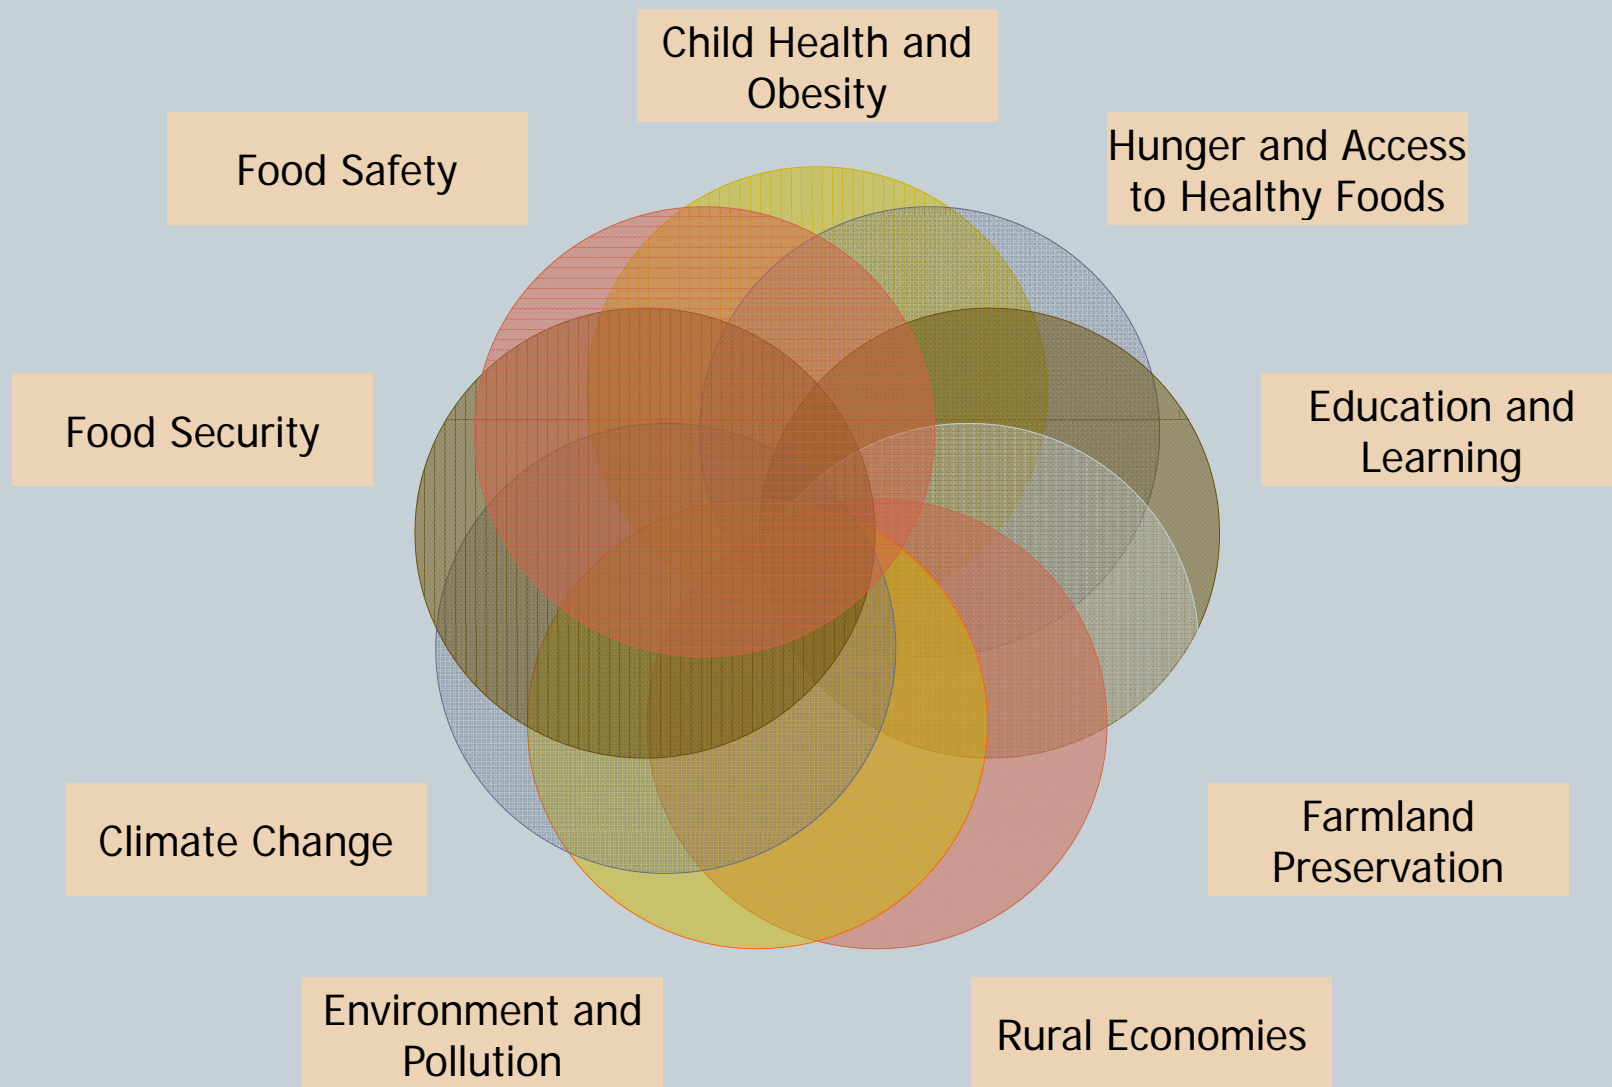 Child Health and
Obesity
Food Safety
Hunger and Access
to Healthy Foods
Food Security
Education and
Learning
Climate Change
Farmland
Preservation
Environment and
Pollution
Rural Economies